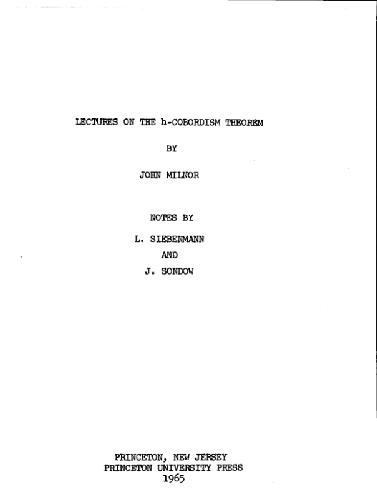 LECTURES ON THE h-COBORDISM THEOREM
BY
JOHN MILNOR
NOTES BY
L. SIEBENMANN
AND
J. SONDOW
PRINCETON, NEW JERSEY
PRINCETON UNIVERSITY PRESS
1965